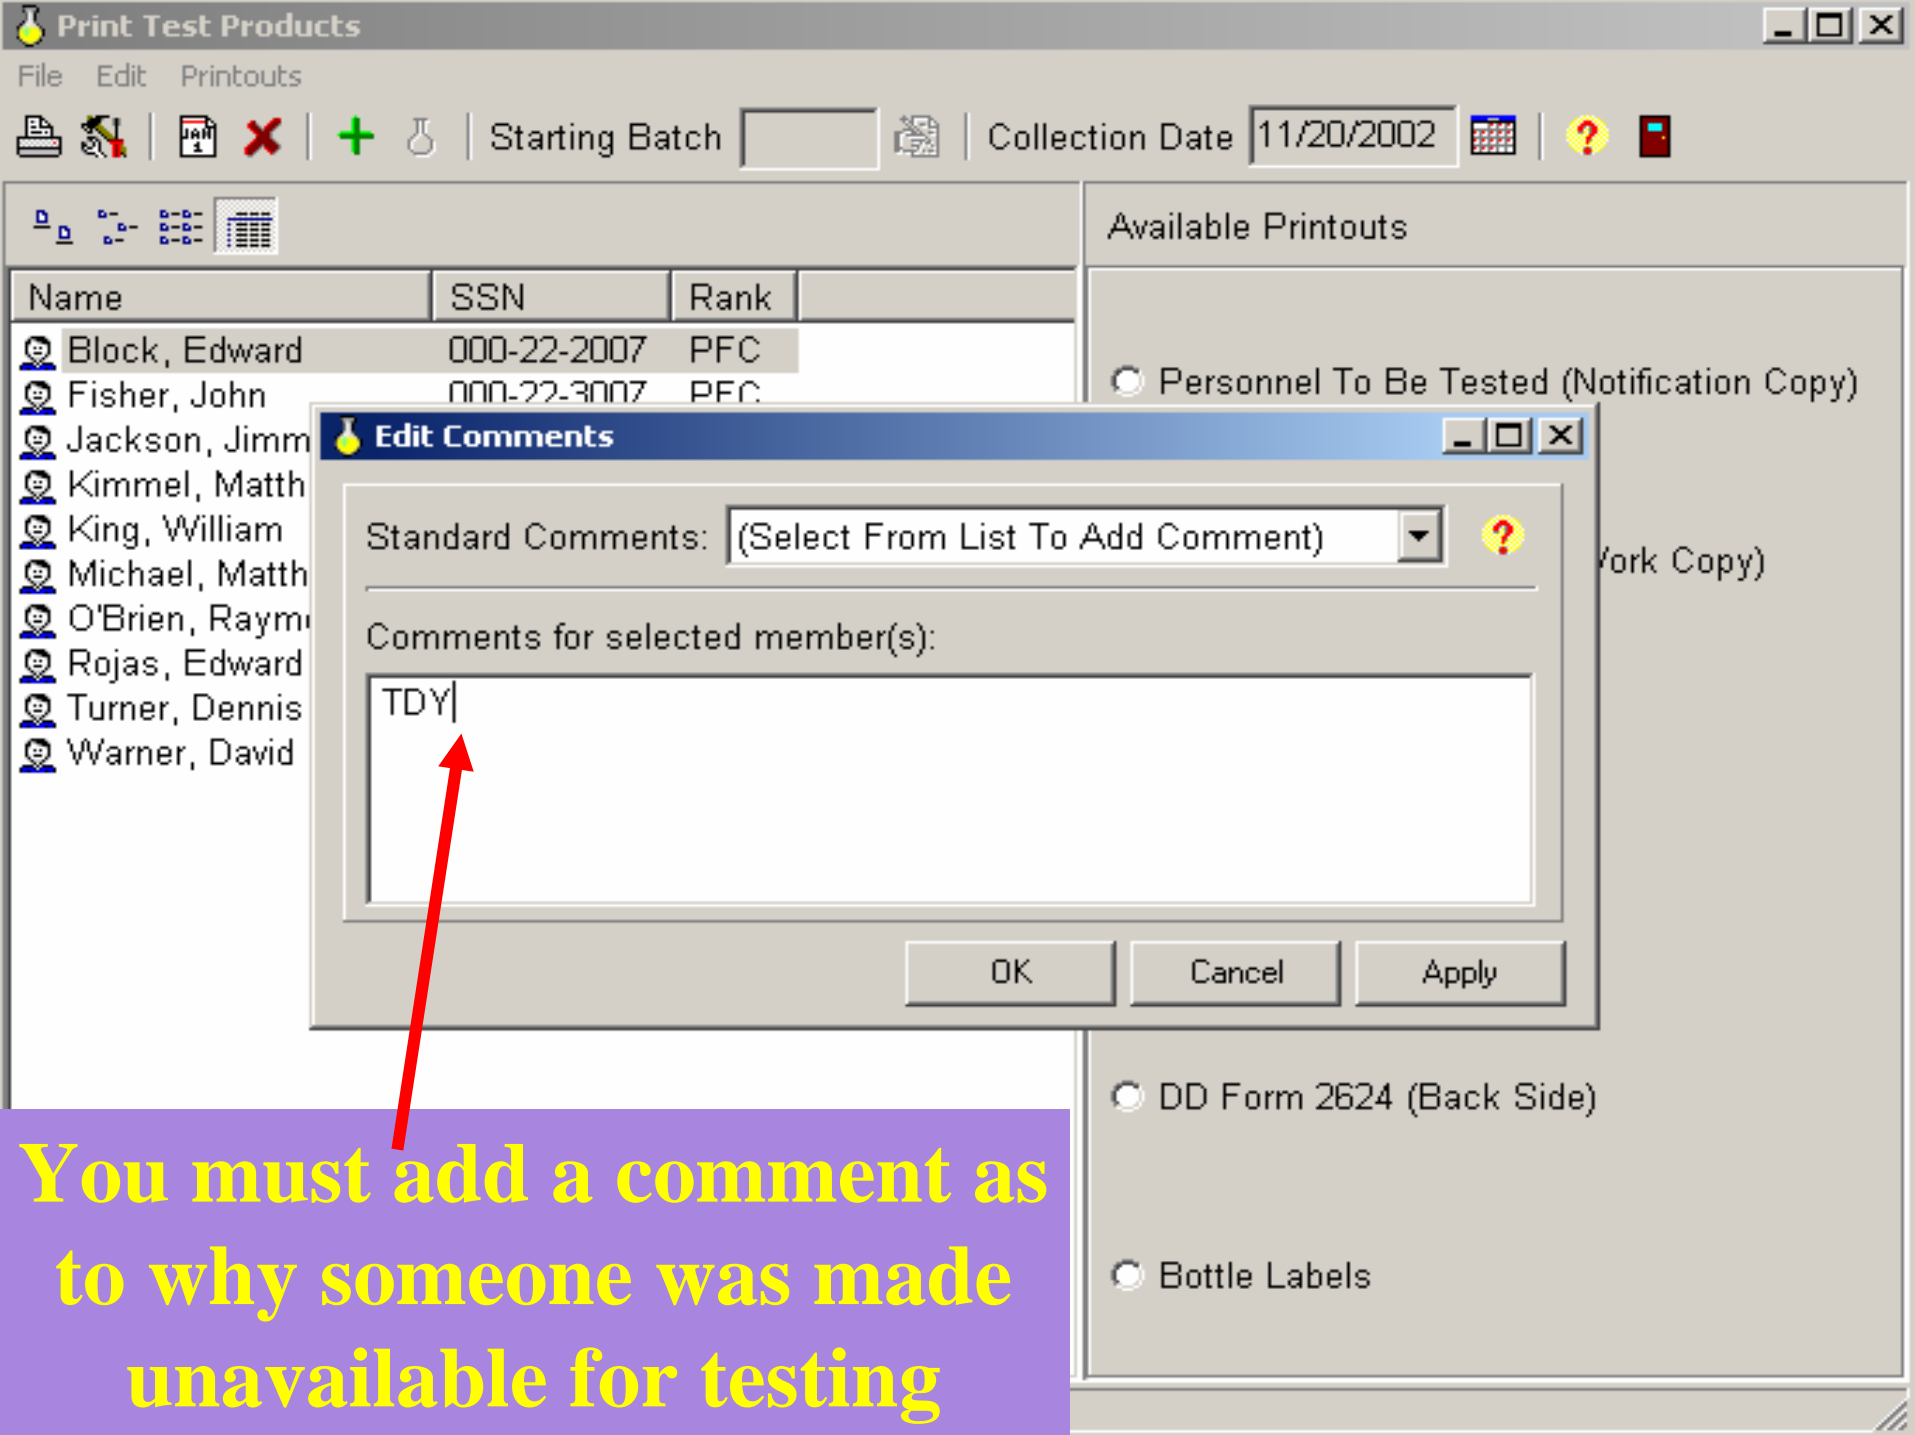 Print Test Products
File Edit Printouts
Starting Batch Collection Date 11/20/2002
Available Printouts
Name SSN Rank
Block, Edward 000-22-2007 PFC
Fisher, John 000-22-3007 PFC
Personnel To Be Tested (Notification Copy)
Jackson, Jimm
Kimmel, Matth
King, William
Michael, Matth
O'Brien, Raym
Rojas, Edward
Turner, Dennis
Warner, David
Edit Comments
Standard Comments: (Select From List To Add Comment)
Copy)
Comments for selected member(s):
TDY
OK Cancel Apply
DD Form 2624 (Back Side)
Bottle Labels
You must add a comment as
to why someone was made
unavailable for testing